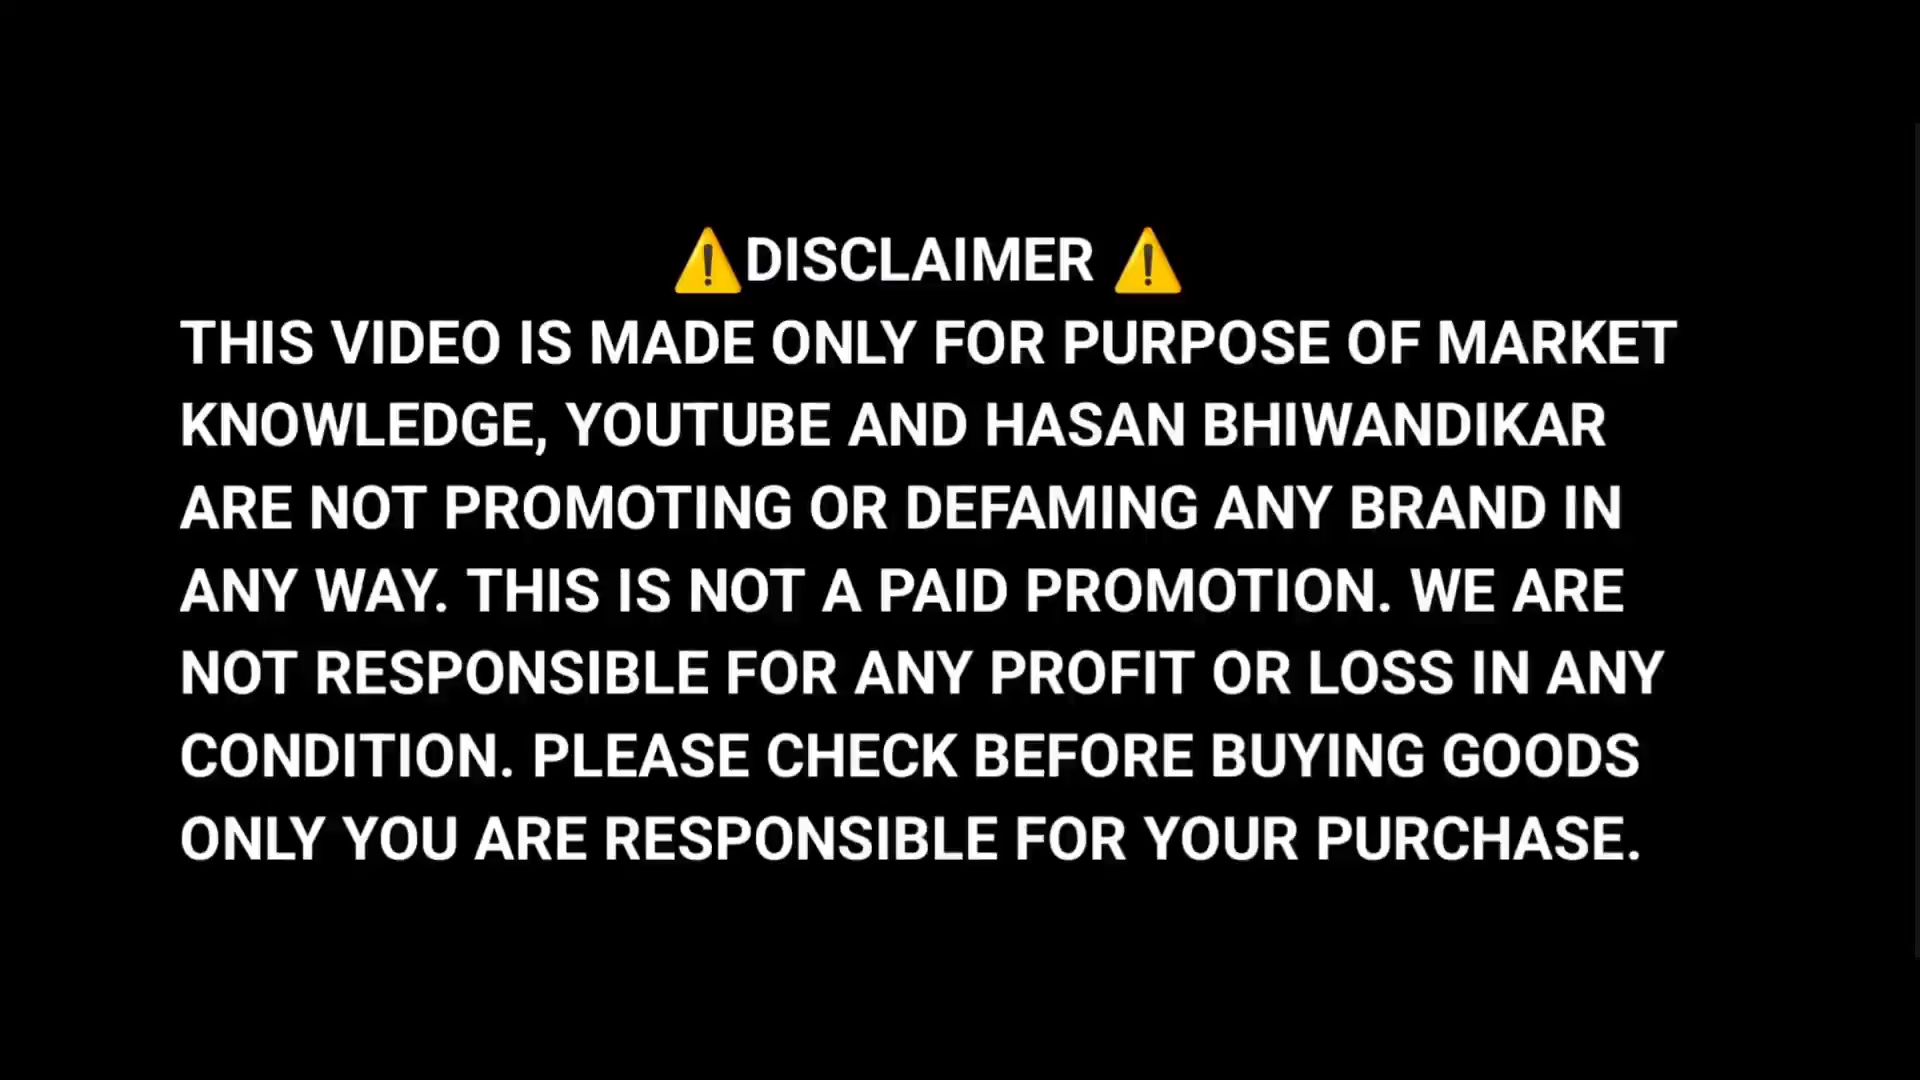 ⚠️DISCLAIMER ⚠️
THIS VIDEO IS MADE ONLY FOR PURPOSE OF MARKET
KNOWLEDGE, YOUTUBE AND HASAN BHIWANDIKAR
ARE NOT PROMOTING OR DEFAMING ANY BRAND IN
ANY WAY. THIS IS NOT A PAID PROMOTION. WE ARE
NOT RESPONSIBLE FOR ANY PROFIT OR LOSS IN ANY
CONDITION. PLEASE CHECK BEFORE BUYING GOODS
ONLY YOU ARE RESPONSIBLE FOR YOUR PURCHASE.